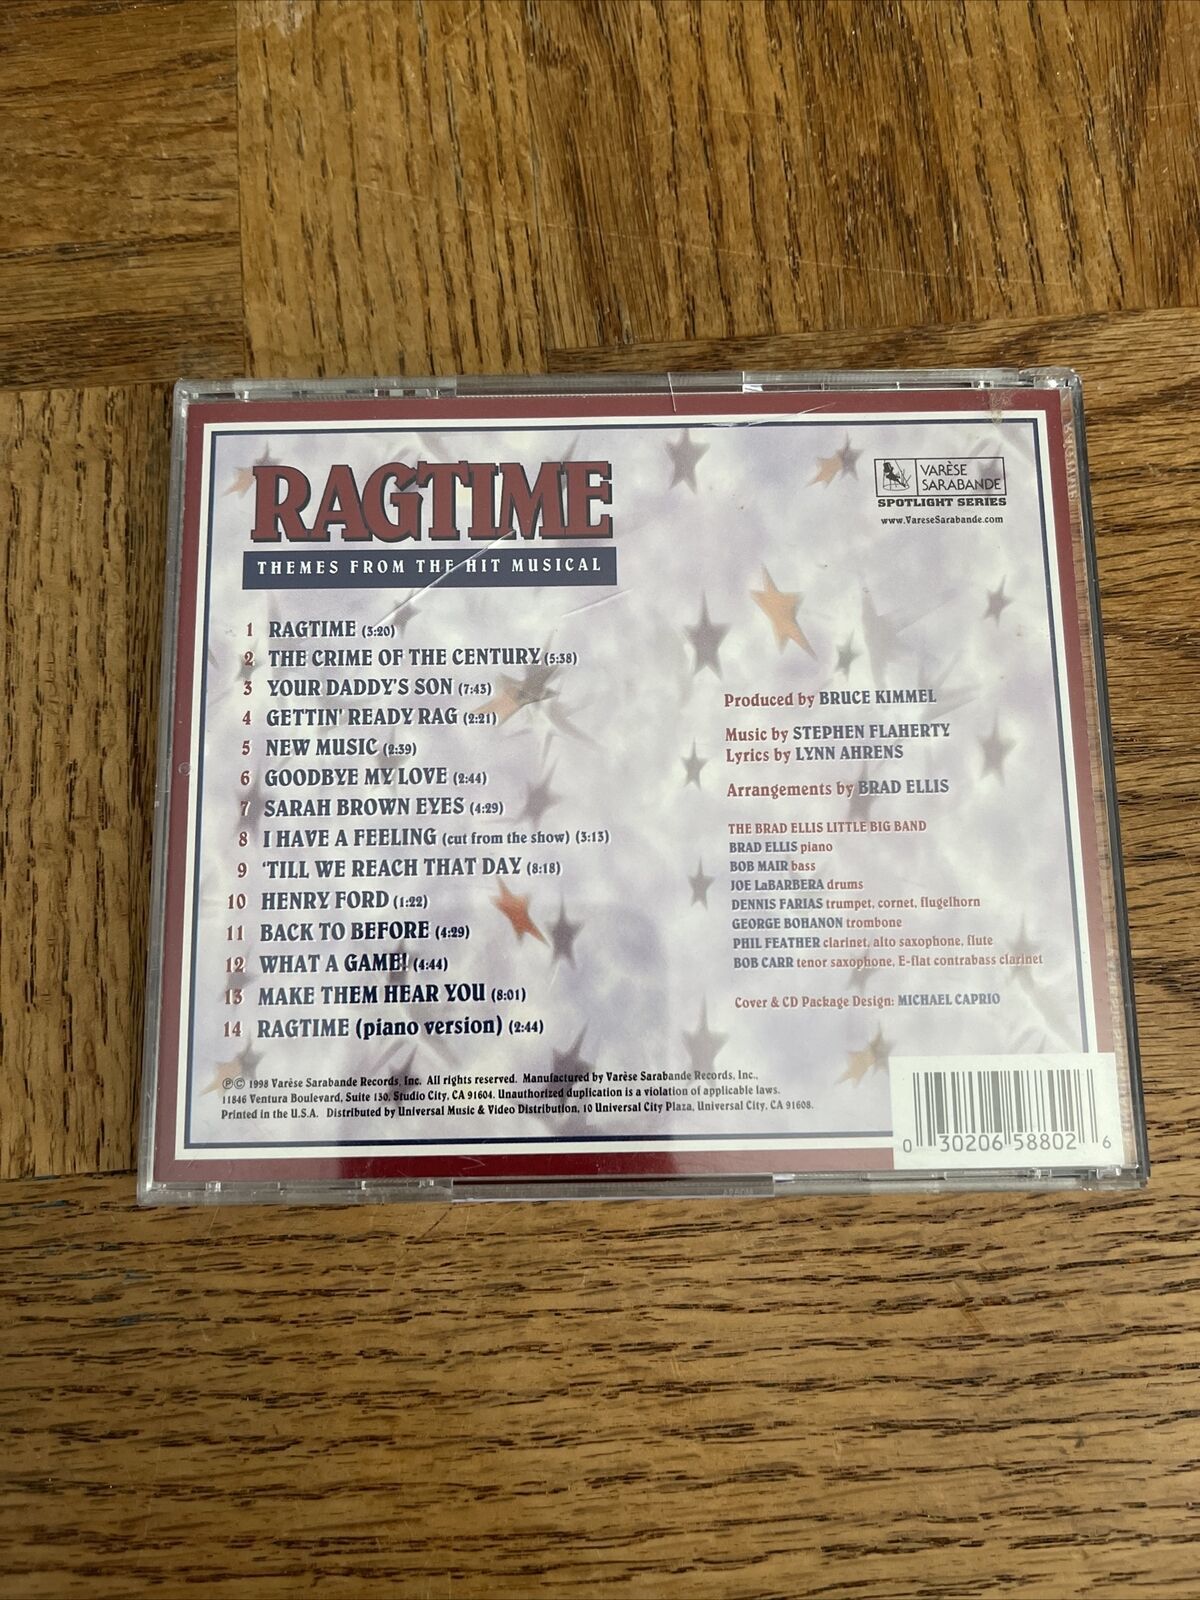 RAGTIME
THEMES FROM THE HIT MUSICAL
VARÈSE
SARABANDE
SPOTLIGHT SERIES
www.VareseSarabande.com
1 RAGTIME (3:20)
2 THE CRIME OF THE CENTURY (5:38)
3 YOUR DADDY'S SON (7:43)
4 GETTIN' READY RAG (2:21)
5 NEW MUSIC (2:39)
6 GOODBYE MY LOVE (2:44)
7 SARAH BROWN EYES (4:29)
8 I HAVE A FEELING (cut from the show) (3:13)
9 'TILL WE REACH THAT DAY (8:18)
10 HENRY FORD (1:22)
11 BACK TO BEFORE (4:29)
12 WHAT A GAME! (4:44)
13 MAKE THEM HEAR YOU (8:01)
14 RAGTIME (piano version) (2:44)
Produced by BRUCE KIMMEL
Music by STEPHEN FLAHERTY
Lyrics by LYNN AHRENS
Arrangements by BRAD ELLIS
THE BRAD ELLIS LITTLE BIG BAND
BRAD ELLIS piano
BOB MAIR bass
JOE LaBARBERA drums
DENNIS FARIAS trumpet, cornet, flugelhorn
GEORGE BOHANON trombone
PHIL FEATHER clarinet, alto saxophone, flute
BOB CARR tenor saxophone, E-flat contrabass clarinet
Cover & CD Package Design: MICHAEL CAPRIO
℗© 1998 Varèse Sarabande Records, Inc. All rights reserved. Manufactured by Varèse Sarabande Records, Inc.,
11846 Ventura Boulevard, Suite 130, Studio City, CA 91604. Unauthorized duplication is a violation of applicable laws.
Printed in the U.S.A. Distributed by Universal Music & Video Distribution, 10 Universal City Plaza, Universal City, CA 91608.
0 30206 58802 6